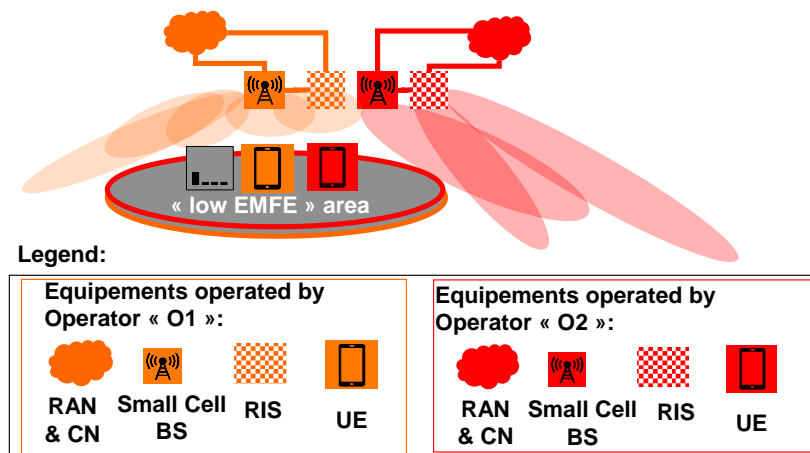 « low EMFE » area
Legend:
Equipements operated by
Operator « O1 »:
RAN
& CN
Small Cell
BS
RIS
UE
Equipements operated by
Operator « O2 »:
RAN
& CN
Small Cell
BS
RIS
UE